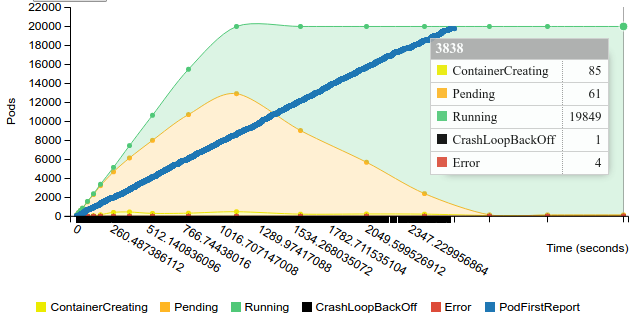 22000
20000
18000
16000
14000
12000
10000
8000
6000
4000
2000
0
Pods
3838
ContainerCreating 85
Pending 61
Running 19849
CrashLoopBackOff 1
Error 4
0
260.487386112
512.140836096
766.74438016
1016.707147008
1289.97417088
1534.268035072
1782.711535104
2049.599526912
2347.229956864
Time (seconds)
ContainerCreating Pending Running CrashLoopBackOff Error PodFirstReport